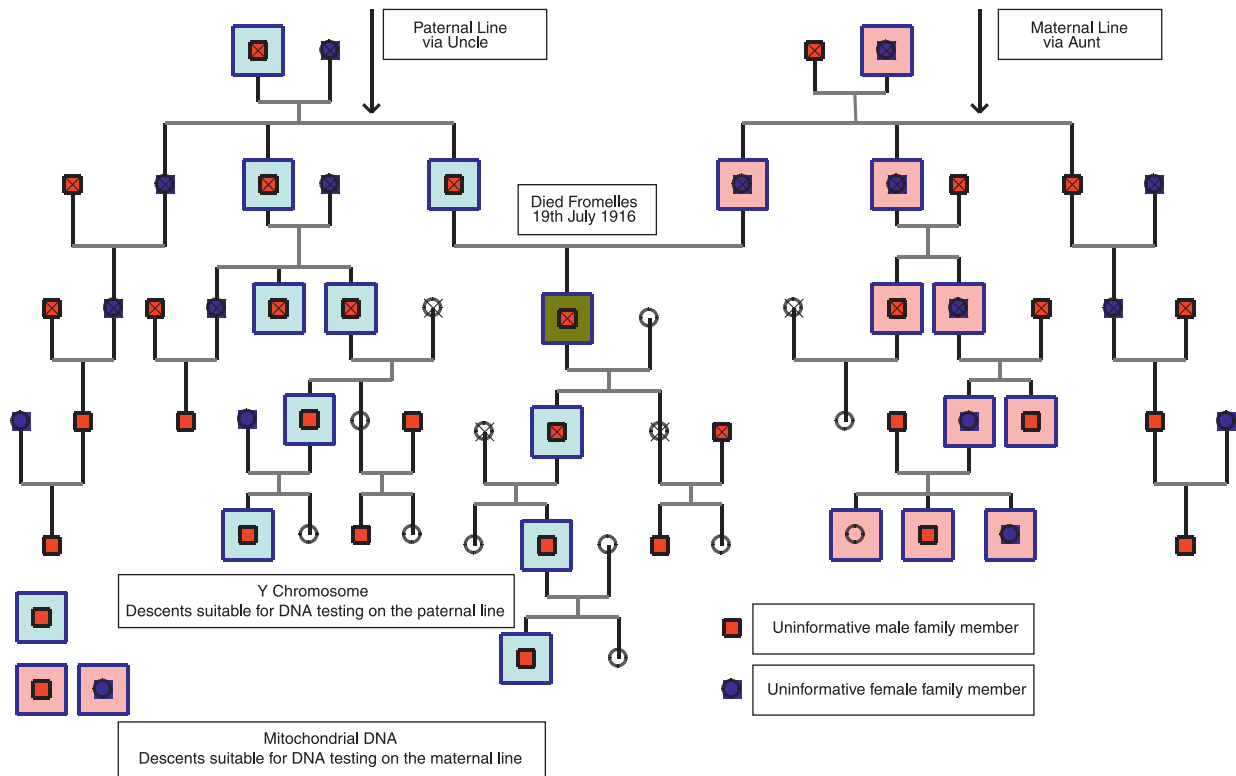 Paternal Line
via Uncle
Maternal Line
via Aunt
Died Fromelles
19th July 1916
Y Chromosome
Descents suitable for DNA testing on the paternal line
Uninformative male family member
Uninformative female family member
Mitochondrial DNA
Descents suitable for DNA testing on the maternal line